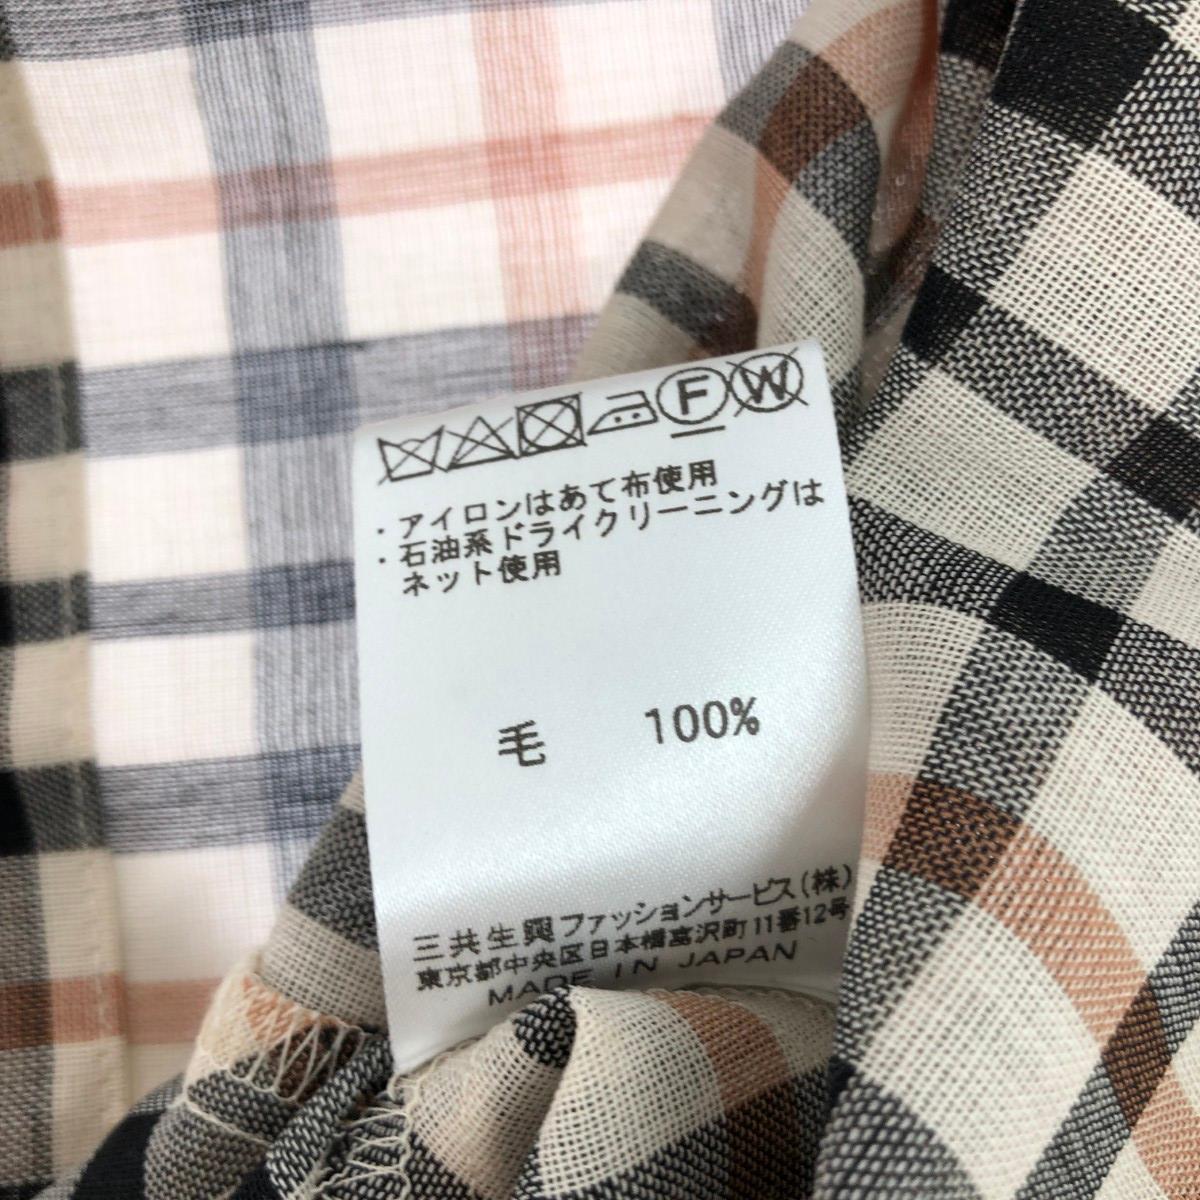 F W
・アイロンはあて布使用
・石油系ドライクリーニングは
ネット使用
毛 100%
三共生興ファッションサービス(株)
東京都中央区日本橋富沢町11番12号
MADE IN JAPAN